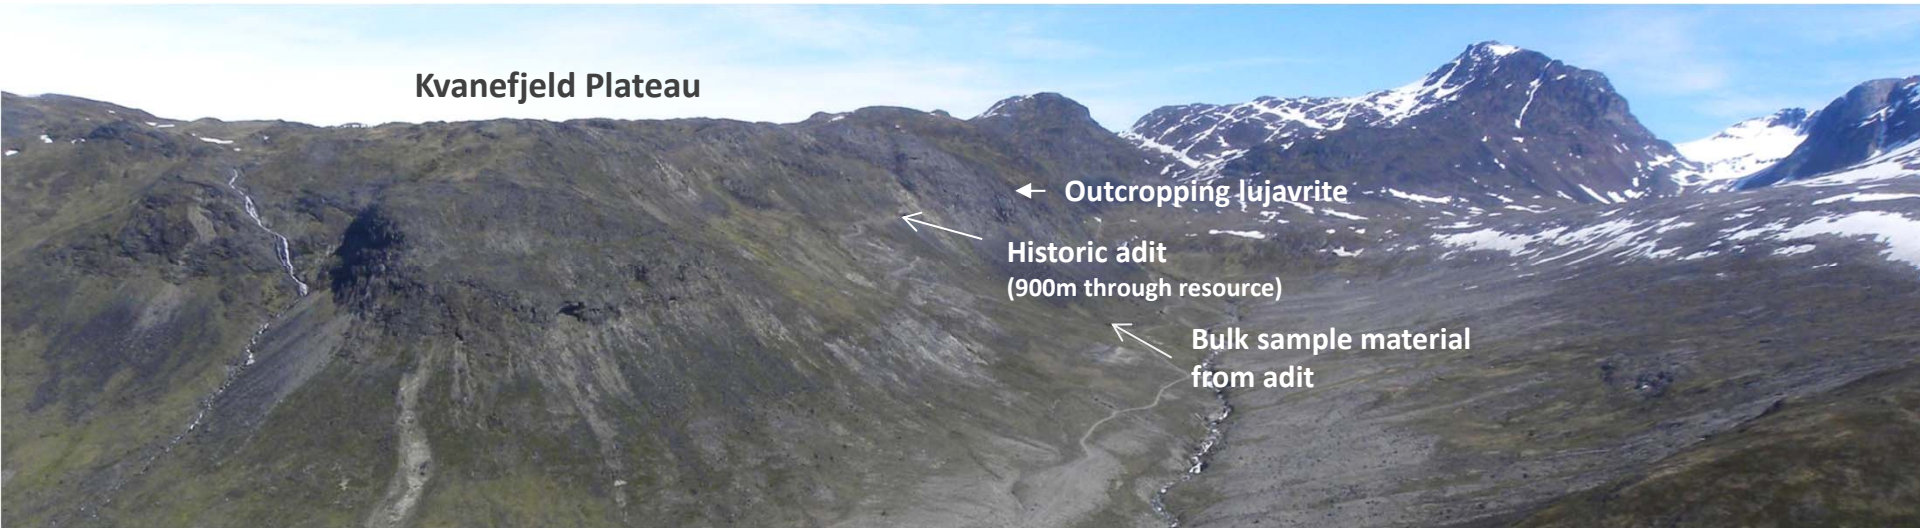 Kvanefjeld Plateau
Outcropping lujavrite
Historic adit
(900m through resource)
Bulk sample material
from adit